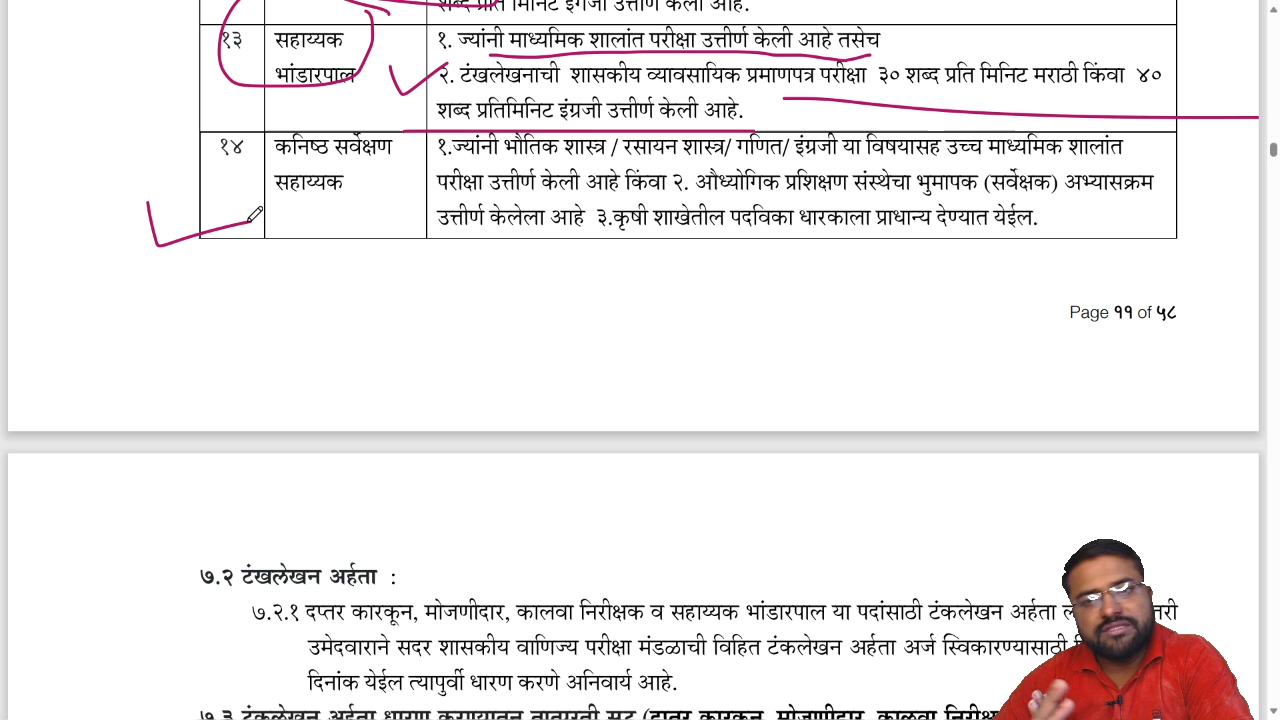 शब्द प्रति मिनिट इंग्रजी उत्तीर्ण केली आहे.
१३ सहाय्यक भांडारपाल
१. ज्यांनी माध्यमिक शालांत परीक्षा उत्तीर्ण केली आहे तसेच
२. टंखलेखनाची शासकीय व्यावसायिक प्रमाणपत्र परीक्षा ३० शब्द प्रति मिनिट मराठी किंवा ४०
शब्द प्रतिमिनिट इंग्रजी उत्तीर्ण केली आहे.
१४ कनिष्ठ सर्वेक्षण सहाय्यक
१.ज्यांनी भौतिक शास्त्र / रसायन शास्त्र/ गणित/ इंग्रजी या विषयासह उच्च माध्यमिक शालांत
परीक्षा उत्तीर्ण केली आहे किंवा २. औध्योगिक प्रशिक्षण संस्थेचा भुमापक (सर्वेक्षक) अभ्यासक्रम
उत्तीर्ण केलेला आहे ३.कृषी शाखेतील पदविका धारकाला प्राधान्य देण्यात येईल.
Page ११ of ५८
७.२ टंखलेखन अर्हता :
७.२.१ दप्तर कारकून, मोजणीदार, कालवा निरीक्षक व सहाय्यक भांडारपाल या पदांसाठी टंकलेखन अर्हता
उमेदवाराने सदर शासकीय वाणिज्य परीक्षा मंडळाची विहित टंकलेखन अर्हता अर्ज स्विकारण्यासाठी
दिनांक येईल त्यापुर्वी धारण करणे अनिवार्य आहे.